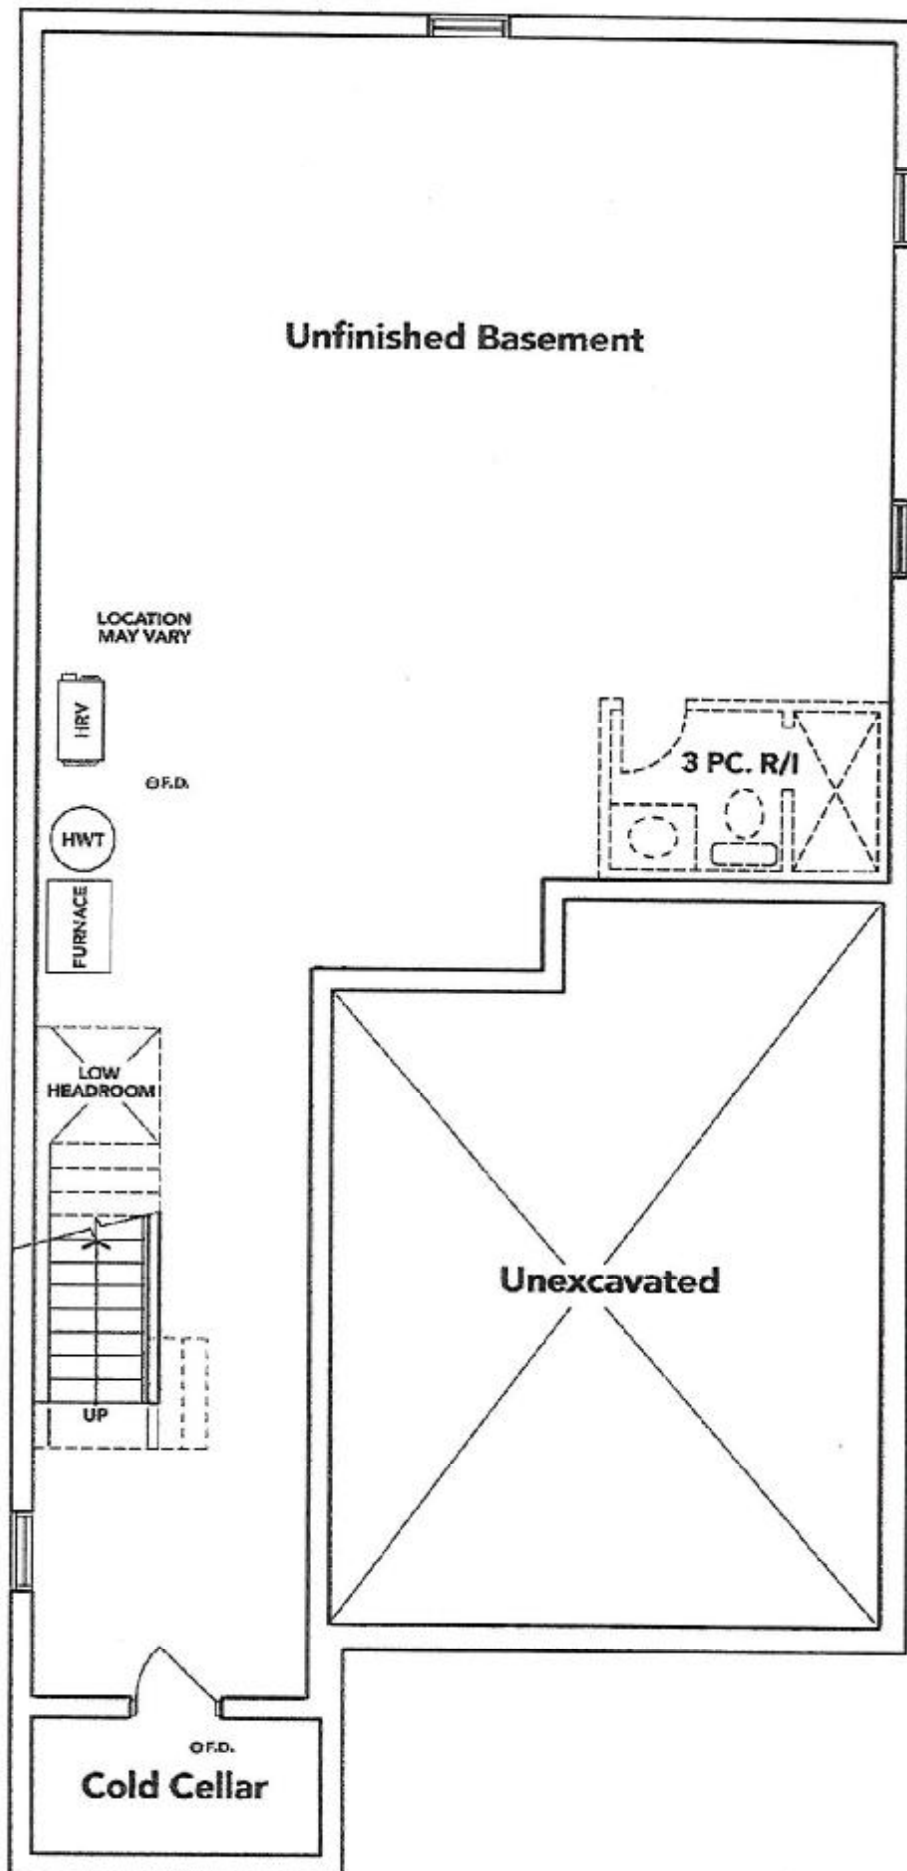 Unfinished Basement
LOCATION
MAY VARY
HRV
F.D.
3 PC. R/I
HWT
FURNACE
LOW
HEADROOM
Unexcavated
UP
F.D.
Cold Cellar